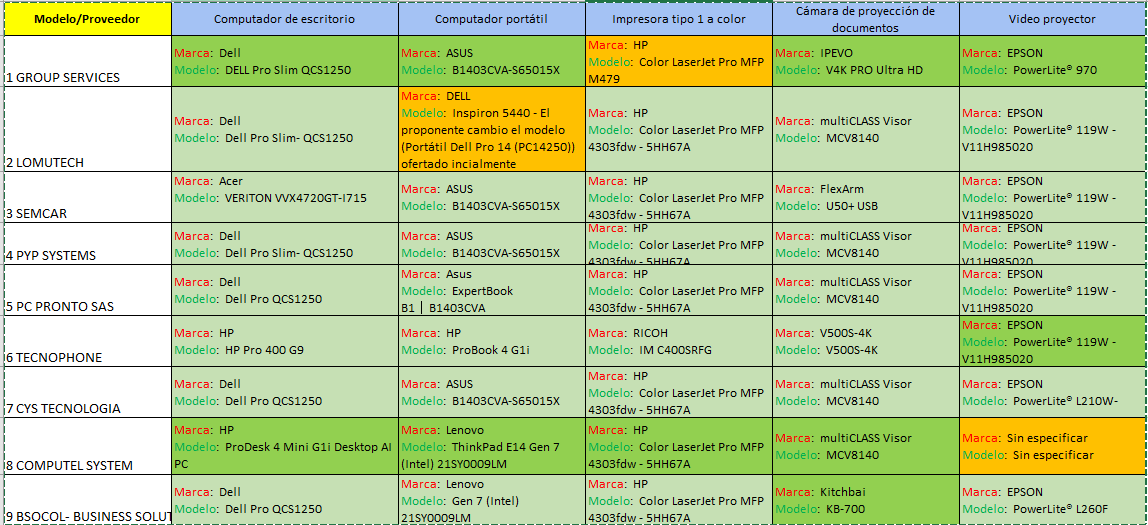 Modelo/Proveedor
Computador de escritorio
Computador portátil
Impresora tipo 1 a color
Cámara de proyección de
documentos
Video proyector
1 GROUP SERVICES
Marca: Dell
Modelo: DELL Pro Slim QCS1250
Marca: ASUS
Modelo: B1403CVA-S65015X
Marca: HP
Modelo: Color LaserJet Pro MFP
M479
Marca: IPEVO
Modelo: V4K PRO Ultra HD
Marca: EPSON
Modelo: PowerLite® 970
2 LOMUTECH
Marca: Dell
Modelo: Dell Pro Slim- QCS1250
Marca: DELL
Modelo: Inspiron 5440 - El
proponente cambio el modelo
(Portátil Dell Pro 14 (PC14250))
ofertado incialmente
Marca: HP
Modelo: Color LaserJet Pro MFP
4303fdw - 5HH67A
Marca: multiCLASS Visor
Modelo: MCV8140
Marca: EPSON
Modelo: PowerLite® 119W -
V11H985020
3 SEMCAR
Marca: Acer
Modelo: VERITON VVX4720GT-I715
Marca: ASUS
Modelo: B1403CVA-S65015X
Marca: HP
Modelo: Color LaserJet Pro MFP
4303fdw - 5HH67A
Marca: FlexArm
Modelo: U50+ USB
Marca: EPSON
Modelo: PowerLite® 119W -
V11H985020
4 PYP SYSTEMS
Marca: Dell
Modelo: Dell Pro Slim- QCS1250
Marca: ASUS
Modelo: B1403CVA-S65015X
Marca: HP
Modelo: Color LaserJet Pro MFP
4303fdw - 5HH67A
Marca: multiCLASS Visor
Modelo: MCV8140
Marca: EPSON
Modelo: PowerLite® 119W -
V11H985020
5 PC PRONTO SAS
Marca: Dell
Modelo: Dell Pro QCS1250
Marca: Asus
Modelo: ExpertBook
B1 | B1403CVA
Marca: HP
Modelo: Color LaserJet Pro MFP
4303fdw - 5HH67A
Marca: multiCLASS Visor
Modelo: MCV8140
Marca: EPSON
Modelo: PowerLite® 119W -
V11H985020
6 TECNOPHONE
Marca: HP
Modelo: HP Pro 400 G9
Marca: HP
Modelo: ProBook 4 G1i
Marca: RICOH
Modelo: IM C400SRFG
Marca: V500S-4K
Modelo: V500S-4K
Marca: EPSON
Modelo: PowerLite® 119W -
V11H985020
7 CYS TECNOLOGIA
Marca: Dell
Modelo: Dell Pro QCS1250
Marca: ASUS
Modelo: B1403CVA-S65015X
Marca: HP
Modelo: Color LaserJet Pro MFP
4303fdw - 5HH67A
Marca: multiCLASS Visor
Modelo: MCV8140
Marca: EPSON
Modelo: PowerLite® L210W-
8 COMPUTEL SYSTEM
Marca: HP
Modelo: ProDesk 4 Mini G1i Desktop AI
PC
Marca: Lenovo
Modelo: ThinkPad E14 Gen 7
(Intel) 21SY0009LM
Marca: HP
Modelo: Color LaserJet Pro MFP
4303fdw - 5HH67A
Marca: multiCLASS Visor
Modelo: MCV8140
Marca: Sin especificar
Modelo: Sin especificar
9 BSOCOL- BUSINESS SOLUT
Marca: Dell
Modelo: Dell Pro QCS1250
Marca: Lenovo
Modelo: Gen 7 (Intel)
21SY0009LM
Marca: HP
Modelo: Color LaserJet Pro MFP
4303fdw - 5HH67A
Marca: Kitchbai
Modelo: KB-700
Marca: EPSON
Modelo: PowerLite® L260F